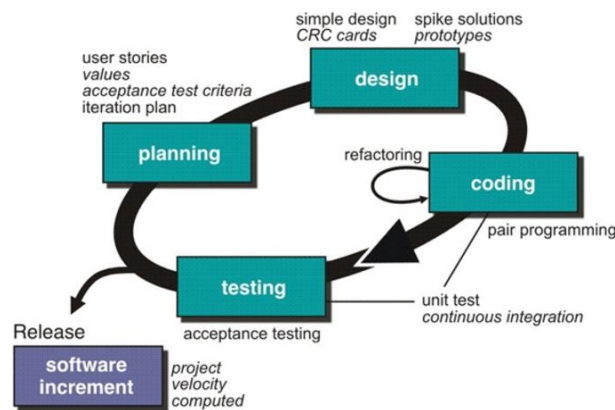 simple design
CRC cards
spike solutions
prototypes
user stories
values
acceptance test criteria
iteration plan
design
planning
refactoring
coding
pair programming
testing
unit test
continuous integration
acceptance testing
Release
software
increment
project
velocity
computed